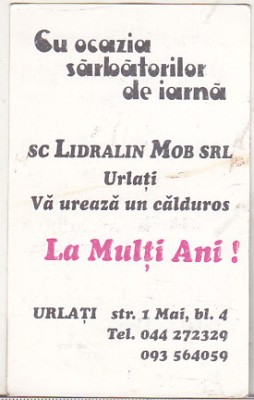 Cu ocazia
sărbătorilor
de iarnă
SC LIDRALIN MOB SRL
Urlați
Vă urează un călduros
La Mulți Ani !
URLAȚI str. 1 Mai, bl. 4
Tel. 044 272329
093 564059